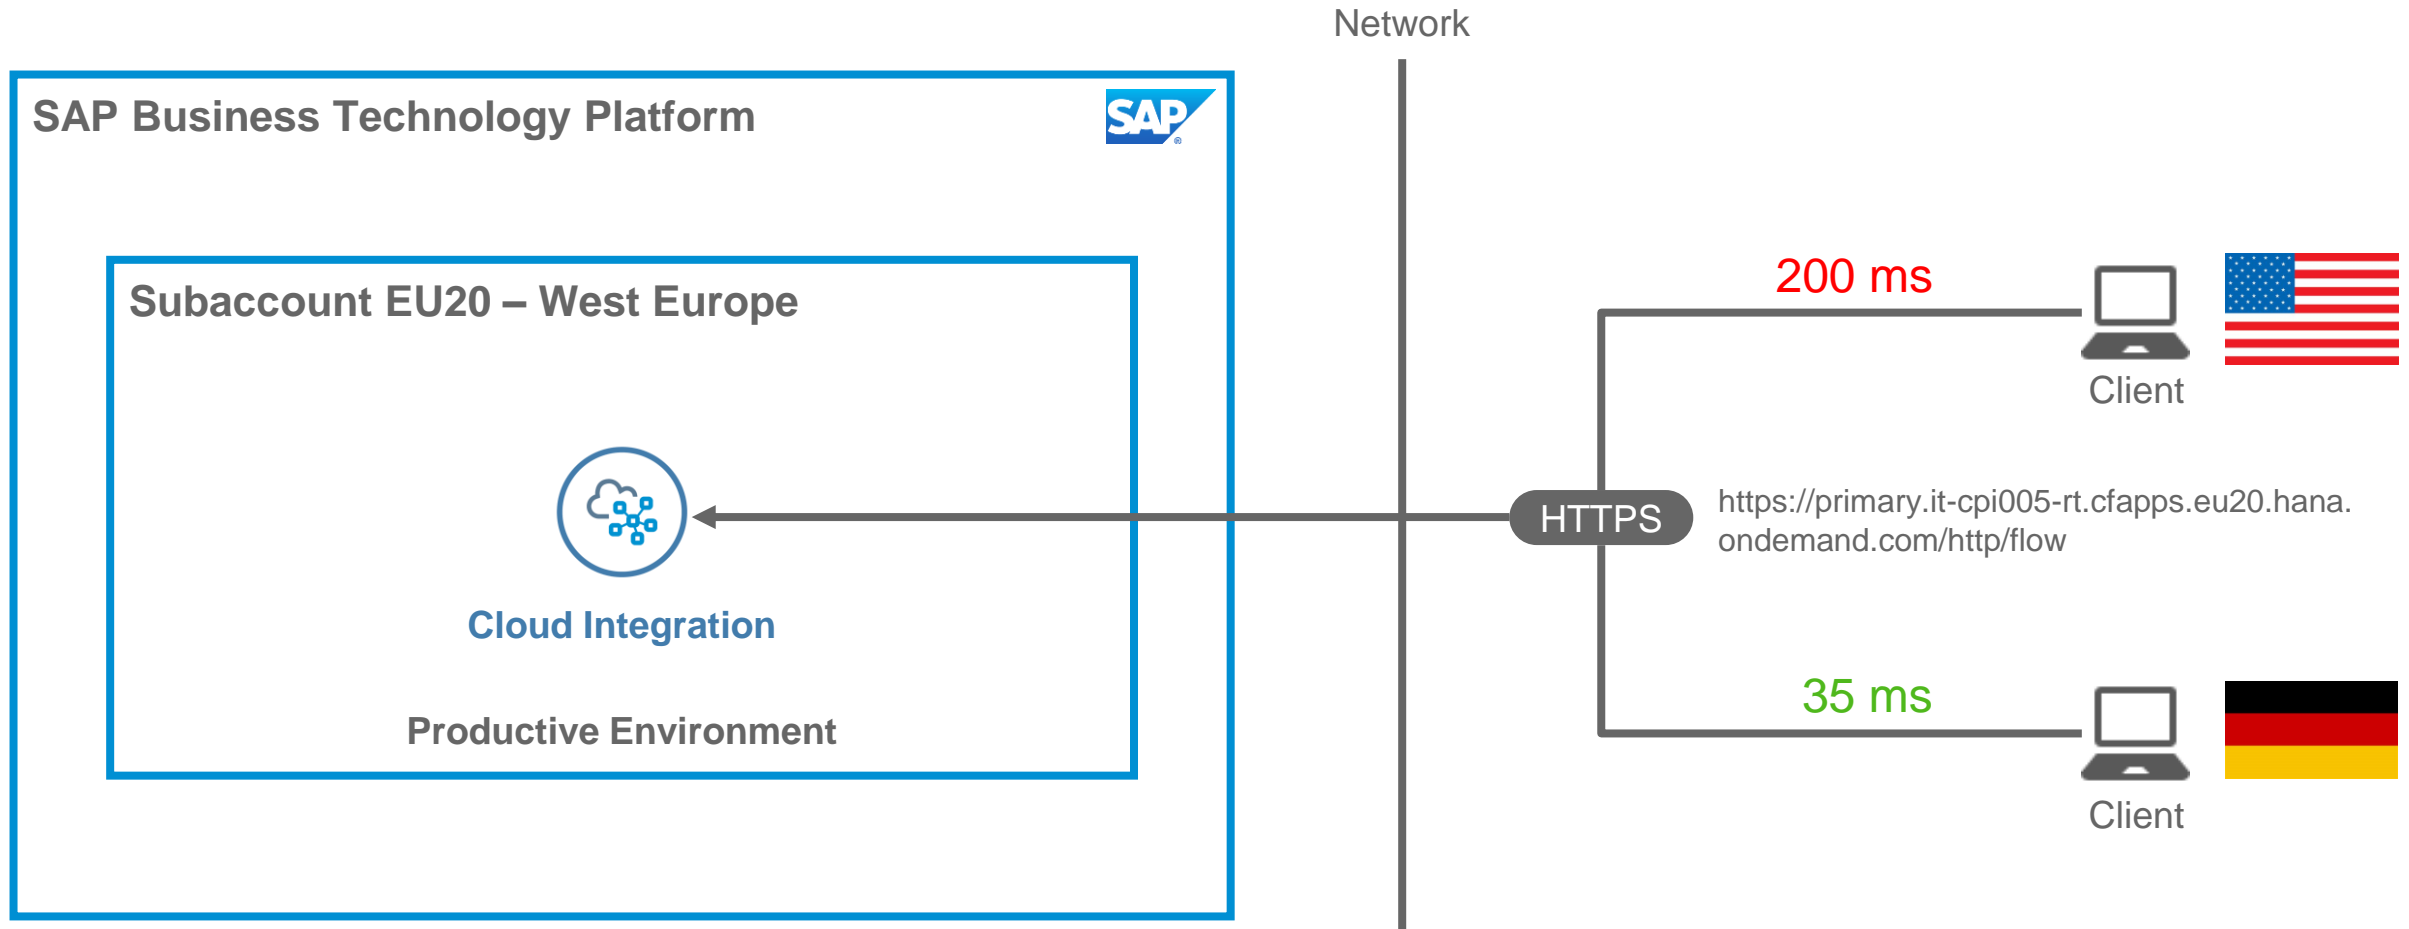 Network
SAP Business Technology Platform
SAP
®
Subaccount EU20 – West Europe
200 ms
Client
HTTPS
https://primary.it-cpi005-rt.cfapps.eu20.hana.
ondemand.com/http/flow
Cloud Integration
35 ms
Productive Environment
Client